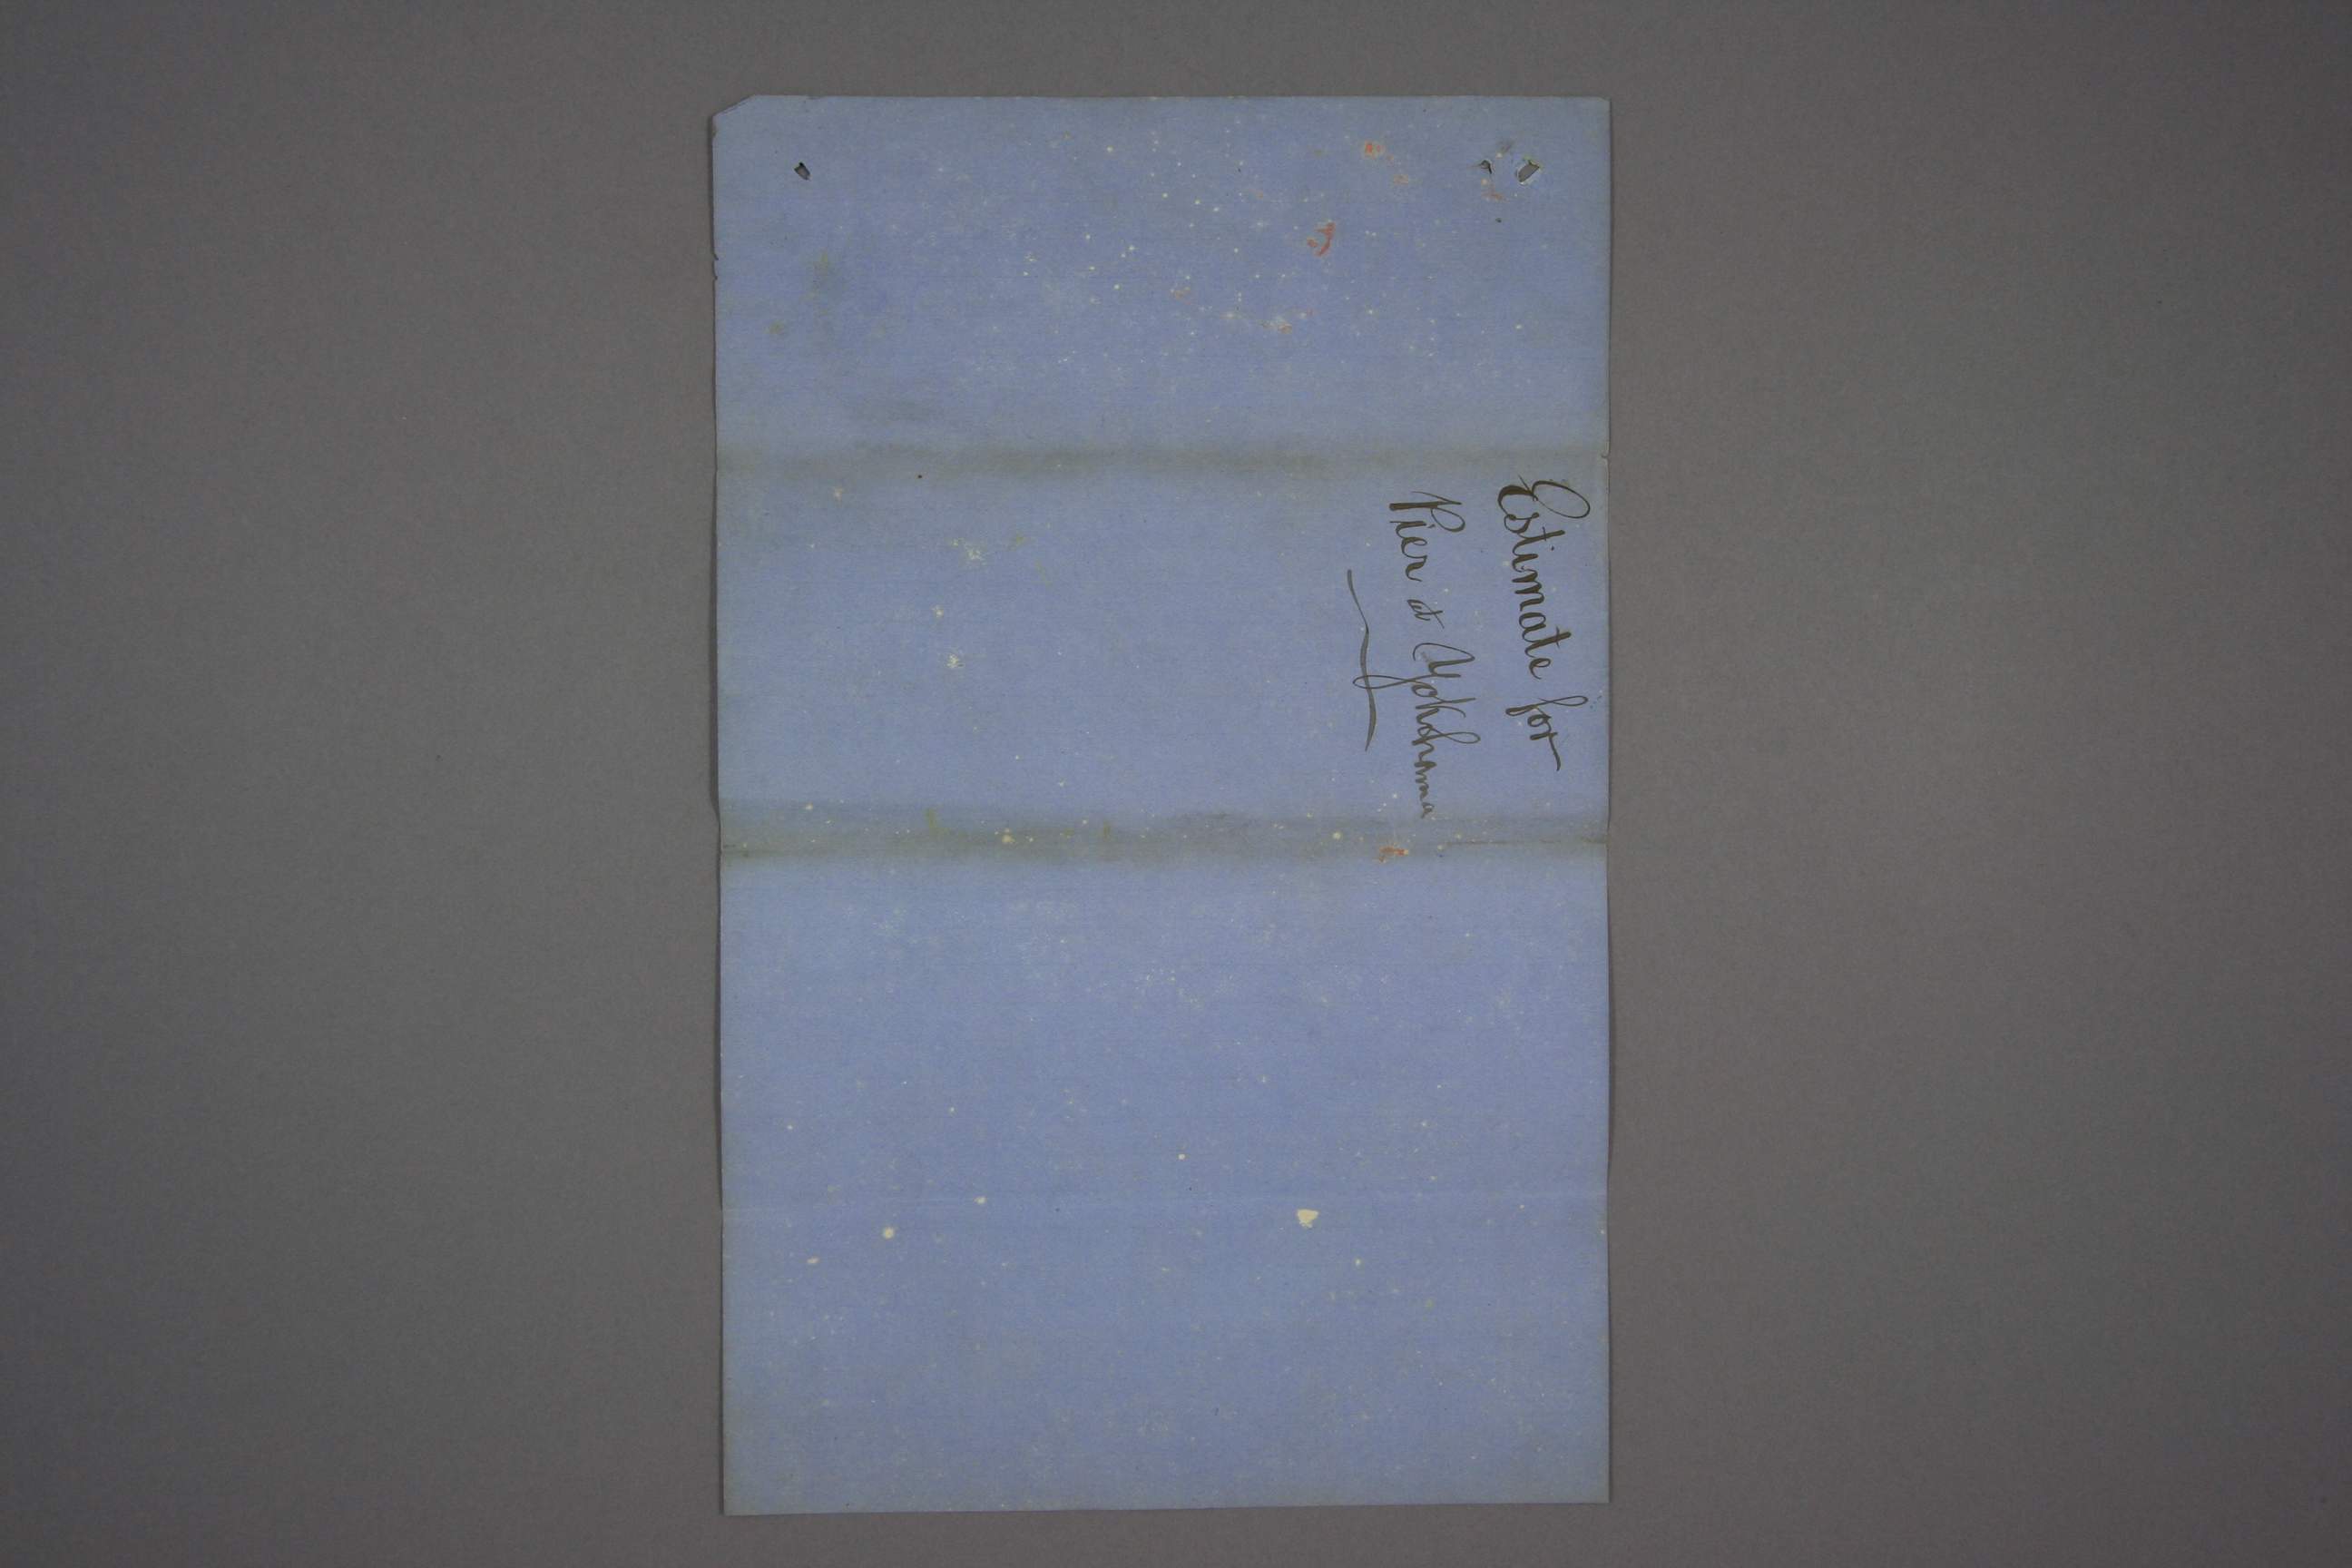 Estimate for
Pier at Yokohama